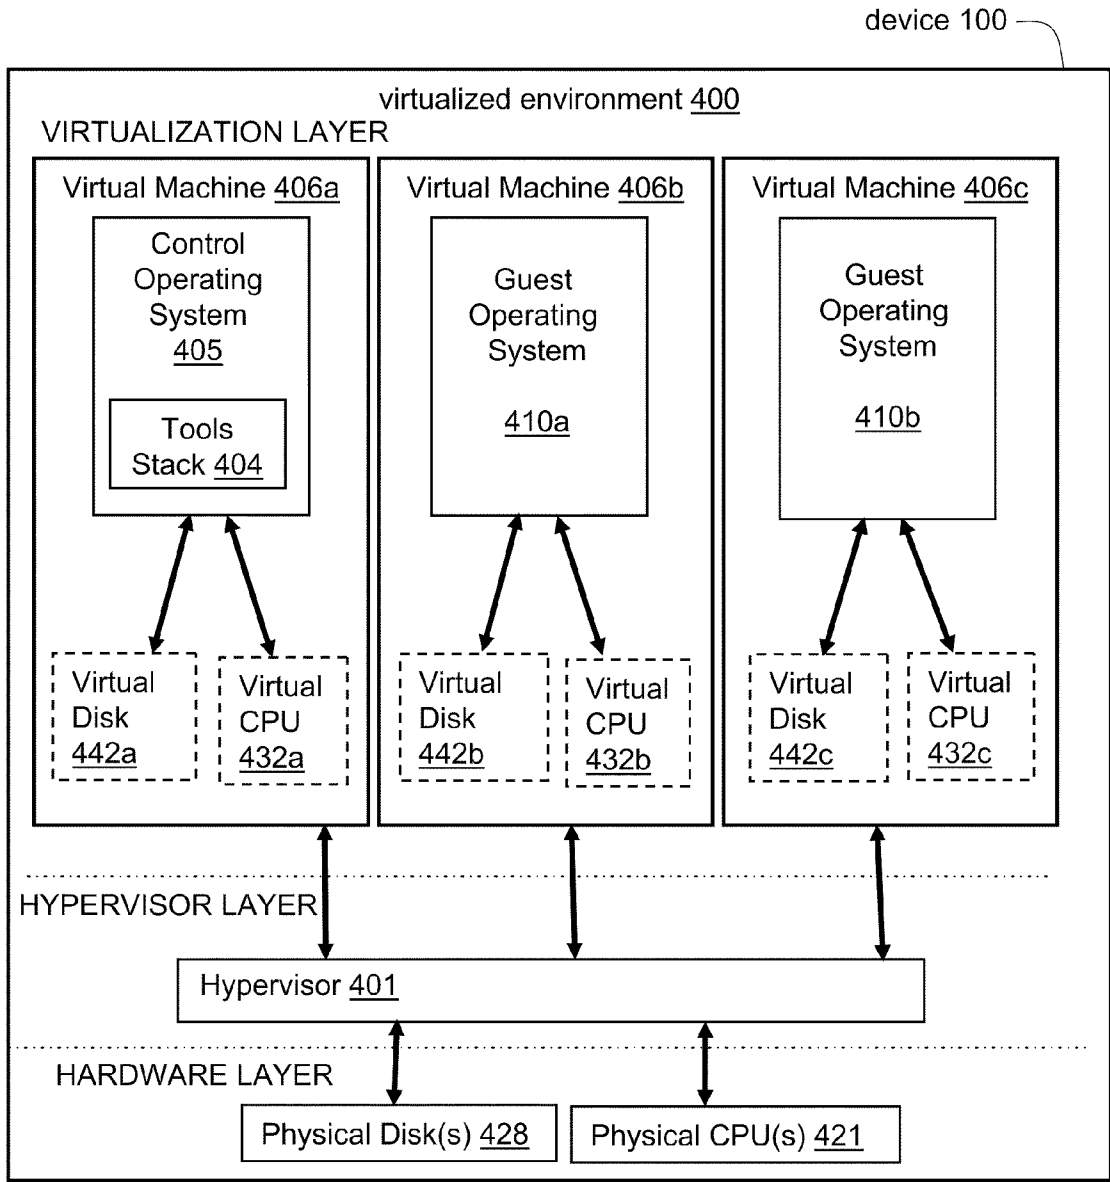 device 100
virtualized environment 400
VIRTUALIZATION LAYER
Virtual Machine 406a
Control
Operating
System
405
Tools
Stack 404
Virtual
Disk
442a
Virtual
CPU
432a
Virtual Machine 406b
Guest
Operating
System
410a
Virtual
Disk
442b
Virtual
CPU
432b
Virtual Machine 406c
Guest
Operating
System
410b
Virtual
Disk
442c
Virtual
CPU
432c
HYPERVISOR LAYER
Hypervisor 401
HARDWARE LAYER
Physical Disk(s) 428
Physical CPU(s) 421